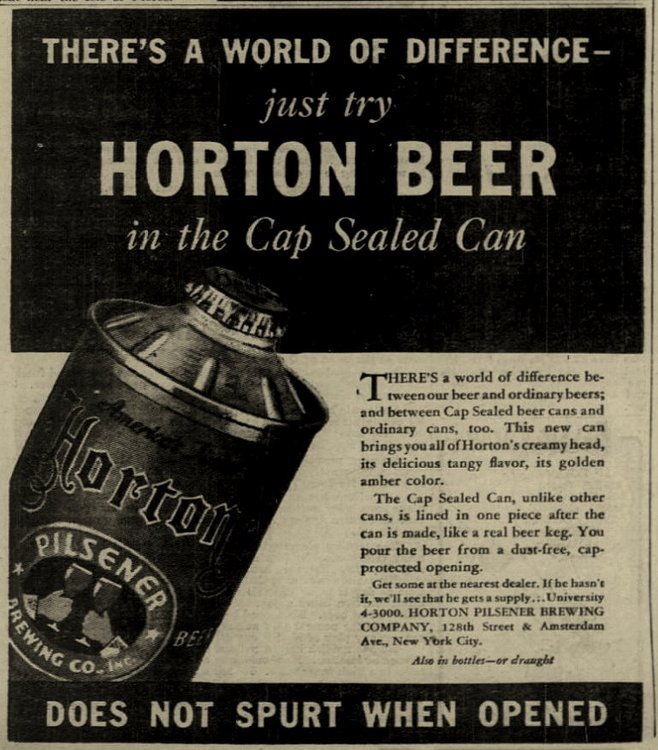 THERE'S A WORLD OF DIFFERENCE—
just try
HORTON BEER
in the Cap Sealed Can
THERE'S a world of difference be-
tween our beer and ordinary beers;
and between Cap Sealed beer cans and
ordinary cans, too. This new can
brings you all of Horton's creamy head,
its delicious tangy flavor, its golden
amber color.
The Cap Sealed Can, unlike other
cans, is lined in one piece after the
can is made, like a real beer keg. You
pour the beer from a dust-free, cap-
protected opening.
Get some at the nearest dealer. If he hasn't
it, we'll see that he gets a supply... University
4-3000. HORTON PILSENER BREWING
COMPANY, 128th Street & Amsterdam
Ave., New York City.
Also in bottles—or draught
Horton
PILSENER
BREWING CO., INC.
BEER
DOES NOT SPURT WHEN OPENED